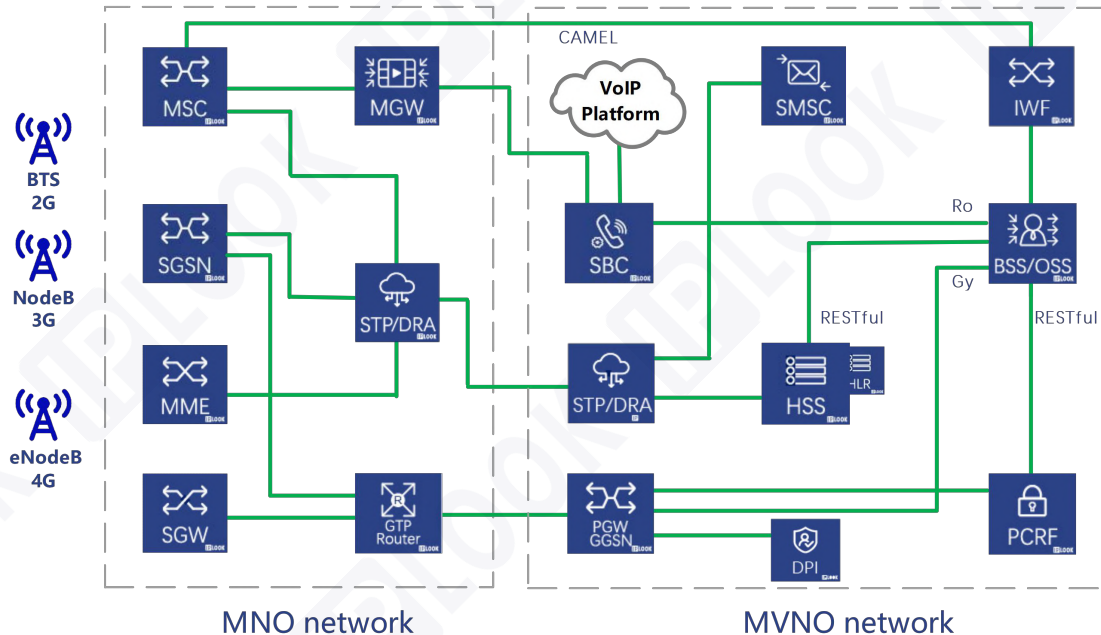 CAMEL
MSC
MGW
VoIP
Platform
SMSC
IWF
BTS
2G
SGSN
NodeB
3G
STP/DRA
SBC
Ro
BSS/OSS
Gy
RESTful
RESTful
MME
STP/DRA
HSS
HLR
eNodeB
4G
SGW
GTP
Router
PGW
GGSN
DPI
PCRF
MNO network
MVNO network
IPLOOK